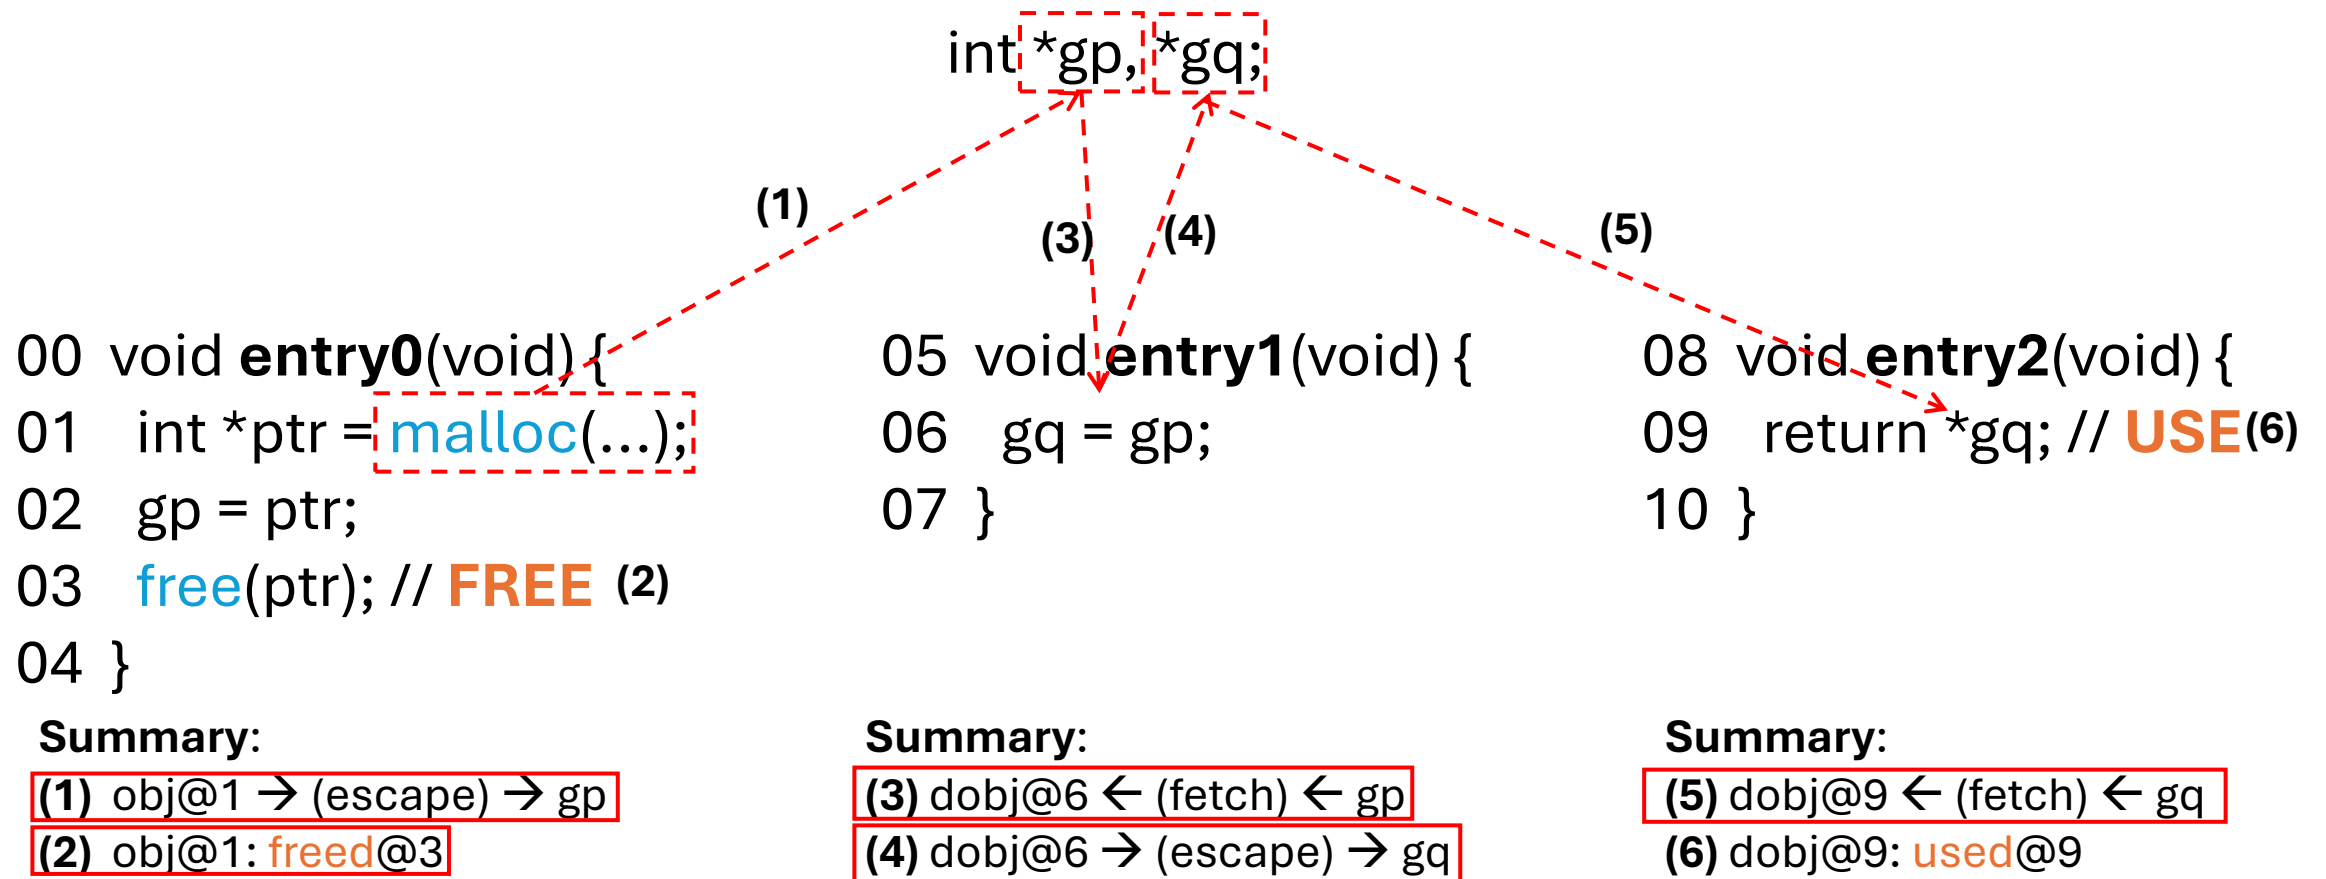 int *gp, *gq;
(1)
(3)
(4)
(5)
00 void entry0(void) {
01 int *ptr = malloc(...);
02 gp = ptr;
03 free(ptr); // FREE (2)
04 }
05 void entry1(void) {
06 gq = gp;
07 }
08 void entry2(void) {
09 return *gq; // USE(6)
10 }
Summary:
(1) obj@1 → (escape) → gp
(2) obj@1: freed@3
Summary:
(3) dobj@6 ← (fetch) ← gp
(4) dobj@6 → (escape) → gq
Summary:
(5) dobj@9 ← (fetch) ← gq
(6) dobj@9: used@9